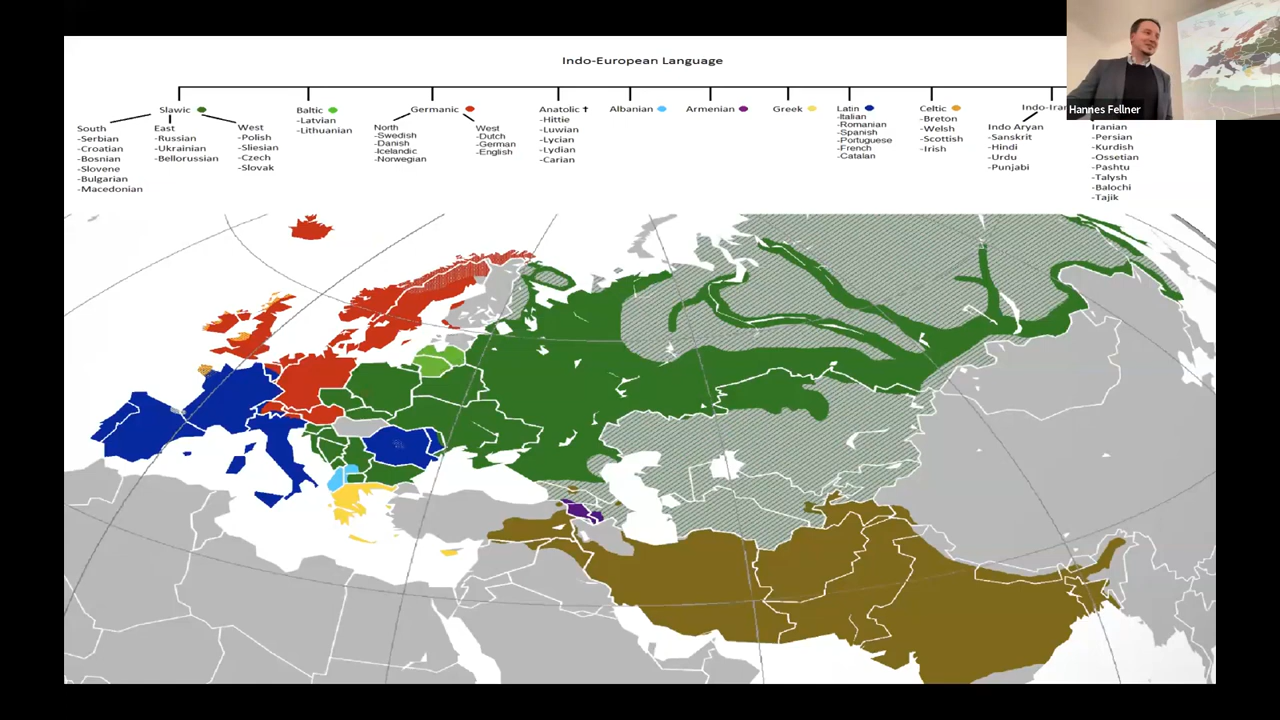 Indo-European Language
Hannes Fellner
Slawic
South
-Serbian
-Croatian
-Bosnian
-Slovene
-Bulgarian
-Macedonian
East
-Russian
-Ukrainian
-Bellorussian
West
-Polish
-Sliesian
-Czech
-Slovak
Baltic
-Latvian
-Lithuanian
Germanic
North
-Swedish
-Danish
-Icelandic
-Norwegian
West
-Dutch
-German
-English
Anatolic †
-Hittie
-Luwian
-Lycian
-Lydian
-Carian
Albanian
Armenian
Greek
Latin
-Italian
-Romanian
-Spanish
-Portuguese
-French
-Catalan
Celtic
-Breton
-Welsh
-Scottish
-Irish
Indo-Iran
Indo Aryan
-Sanskrit
-Hindi
-Urdu
-Punjabi
Iranian
-Persian
-Kurdish
-Ossetian
-Pashtu
-Talysh
-Balochi
-Tajik